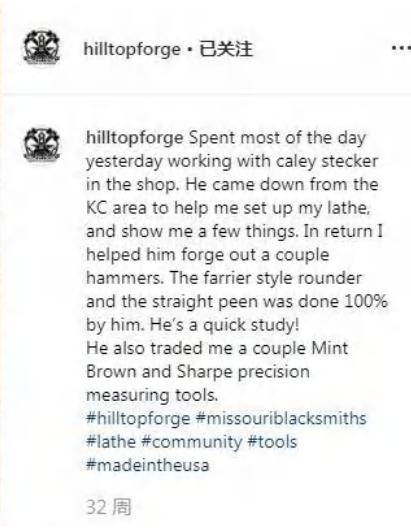 hilltopforge • 已关注
hilltopforge Spent most of the day
yesterday working with caley stecker
in the shop. He came down from the
KC area to help me set up my lathe,
and show me a few things. In return I
helped him forge out a couple
hammers. The farrier style rounder
and the straight peen was done 100%
by him. He's a quick study!
He also traded me a couple Mint
Brown and Sharpe precision
measuring tools.
#hilltopforge #missouriblacksmiths
#lathe #community #tools
#madeintheusa
32 周